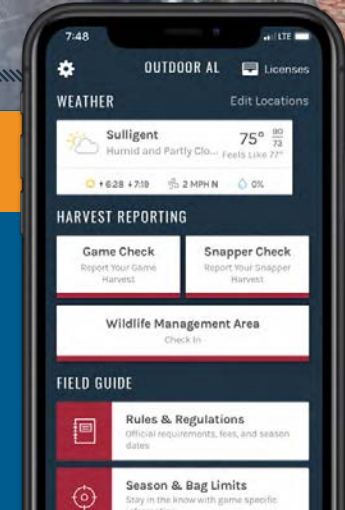 7:48
LTE
OUTDOOR AL
Licenses
WEATHER
Edit Locations
Sulligent
Humid and Partly Clo...
75°
90
73
Feels Like 77°
↑6:28 ↓7:19
2 MPH N
0%
HARVEST REPORTING
Game Check
Report Your Game
Harvest
Snapper Check
Report Your Snapper
Harvest
Wildlife Management Area
Check In
FIELD GUIDE
Rules & Regulations
Official requirements, fees, and season
dates
Season & Bag Limits
Stay in the know with game specific
information